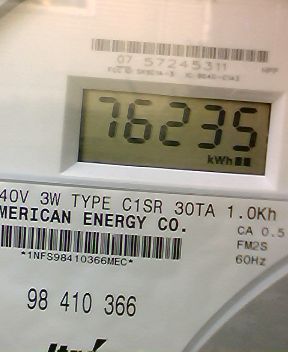 07 57245311
76235
kWh
40V 3W TYPE C1SR 30TA 1.0Kh
MERICAN ENERGY CO.
CA 0.5
FM2S
60Hz
*1NFS98410366MEC*
98 410 366